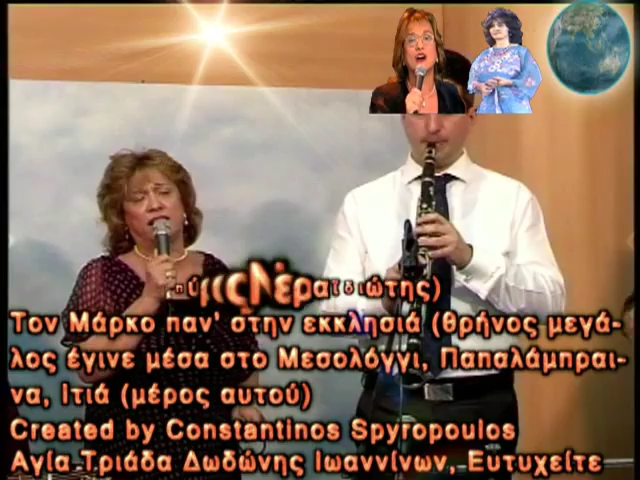 Τον Μάρκο παν' στην εκκλησιά (θρήνος μεγά-
λος έγινε μέσα στο Μεσολόγγι, Παπαλάμπραι-
να, Ιτιά (μέρος αυτού)
Created by Constantinos Spyropoulos
Αγία Τριάδα Δωδώνης Ιωαννίνων, Ευτυχείτε